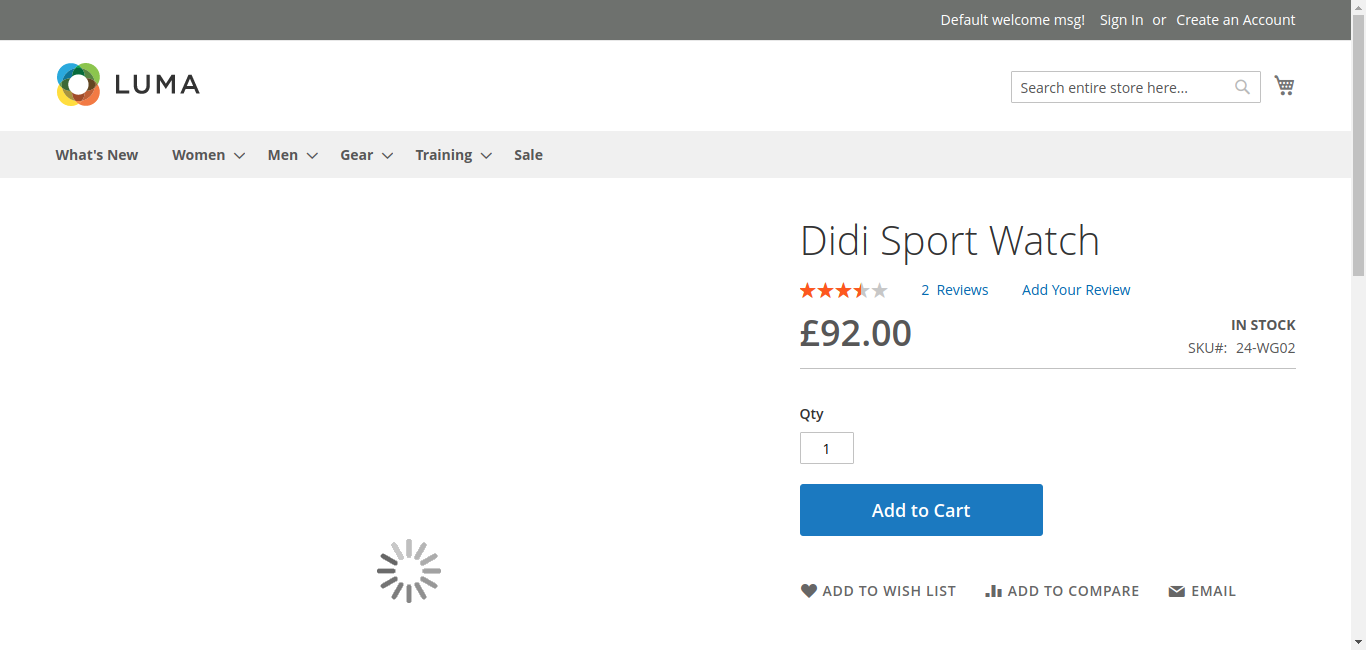 Default welcome msg! Sign In or Create an Account
LUMA
Search entire store here...
What's New Women Men Gear Training Sale
Didi Sport Watch
2 Reviews Add Your Review
£92.00
IN STOCK
SKU#: 24-WG02
Qty
1
Add to Cart
ADD TO WISH LIST ADD TO COMPARE EMAIL